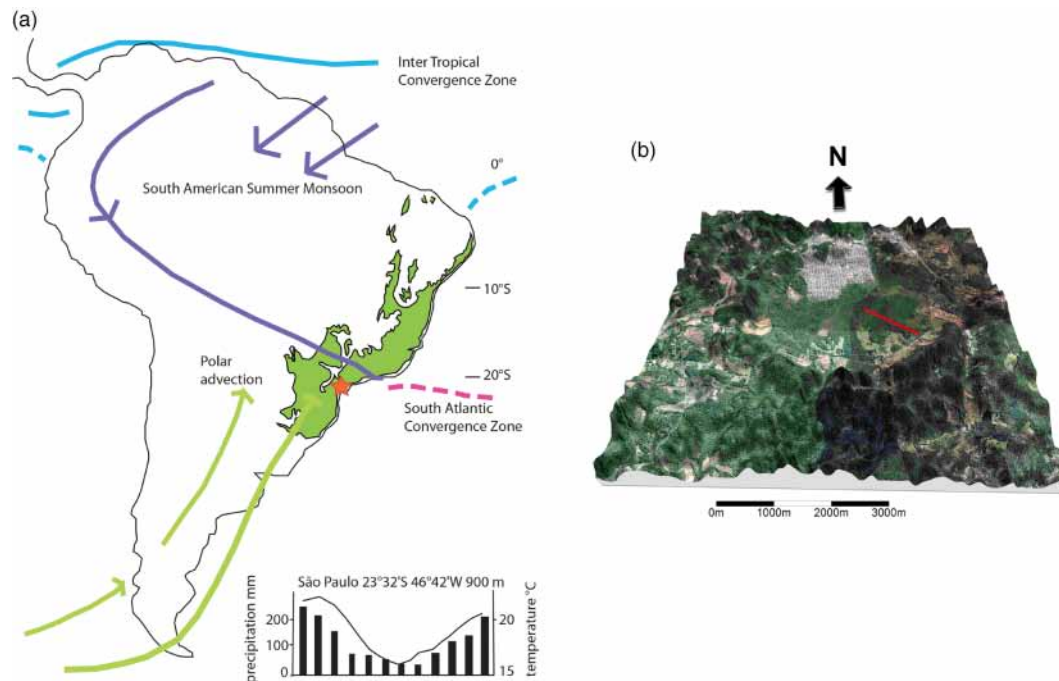 (a)
Inter Tropical
Convergence Zone
0°
South American Summer Monsoon
10°S
Polar
advection
20°S
South Atlantic
Convergence Zone
São Paulo 23°32'S 46°42'W 900 m
precipitation mm
200
100
0
20
15
temperature °C
(b)
N
0m 1000m 2000m 3000m